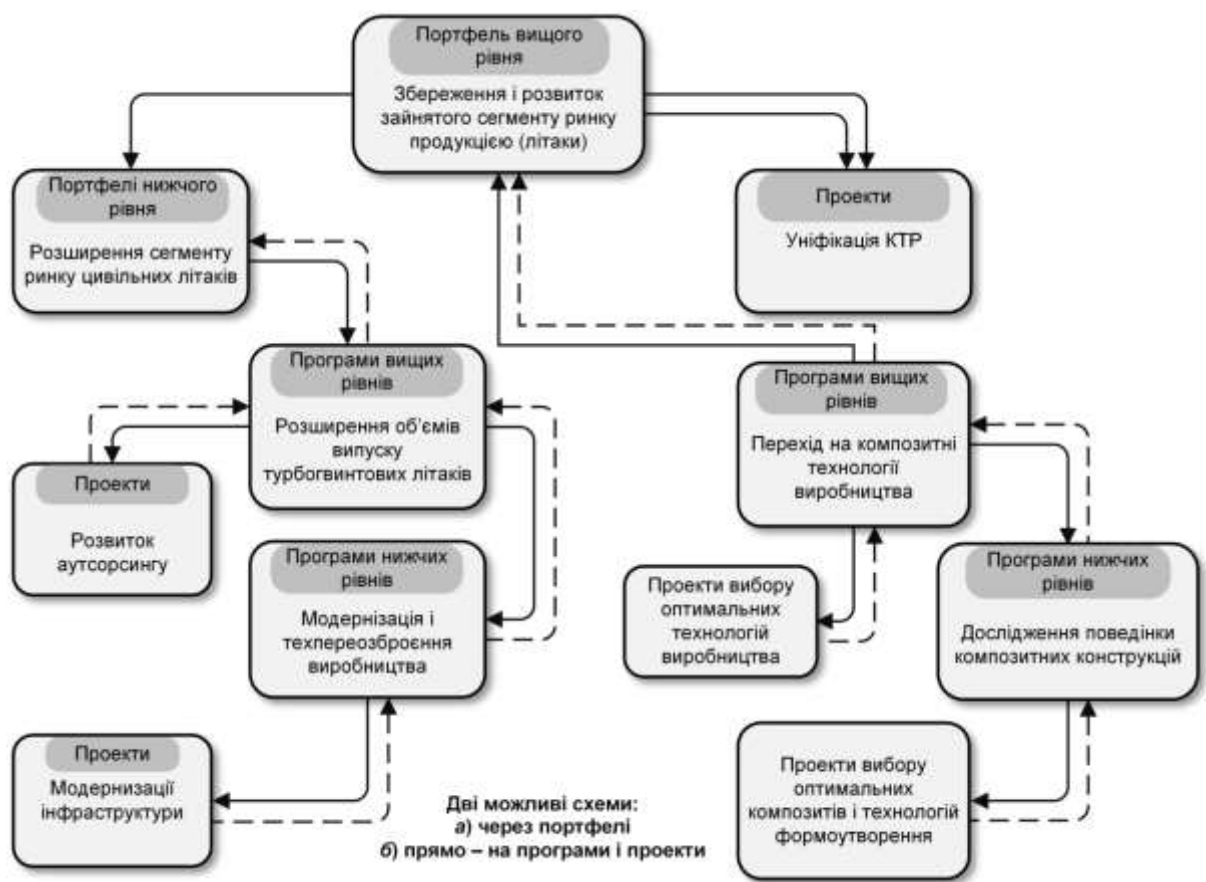 Портфель вищого
рівня
Збереження і розвиток
зайнятого сегменту ринку
продукцією (літаки)
Портфелі нижчого
рівня
Розширення сегменту
ринку цивільних літаків
Проекти
Уніфікація КТР
Програми вищих
рівнів
Розширення об’ємів
випуску
турбогвинтових літаків
Програми вищих
рівнів
Перехід на композитні
технології
виробництва
Проекти
Розвиток
аутсорсингу
Програми нижчих
рівнів
Модернізація і
техпереозброєння
виробництва
Проекти вибору
оптимальних
технологій
виробництва
Програми нижчих
рівнів
Дослідження поведінки
композитних конструкцій
Проекти
Модернизації
інфраструктури
Проекти вибору
оптимальних
композитів і технологій
формоутворення
Дві можливі схеми:
а) через портфелі
б) прямо – на програми і проекти